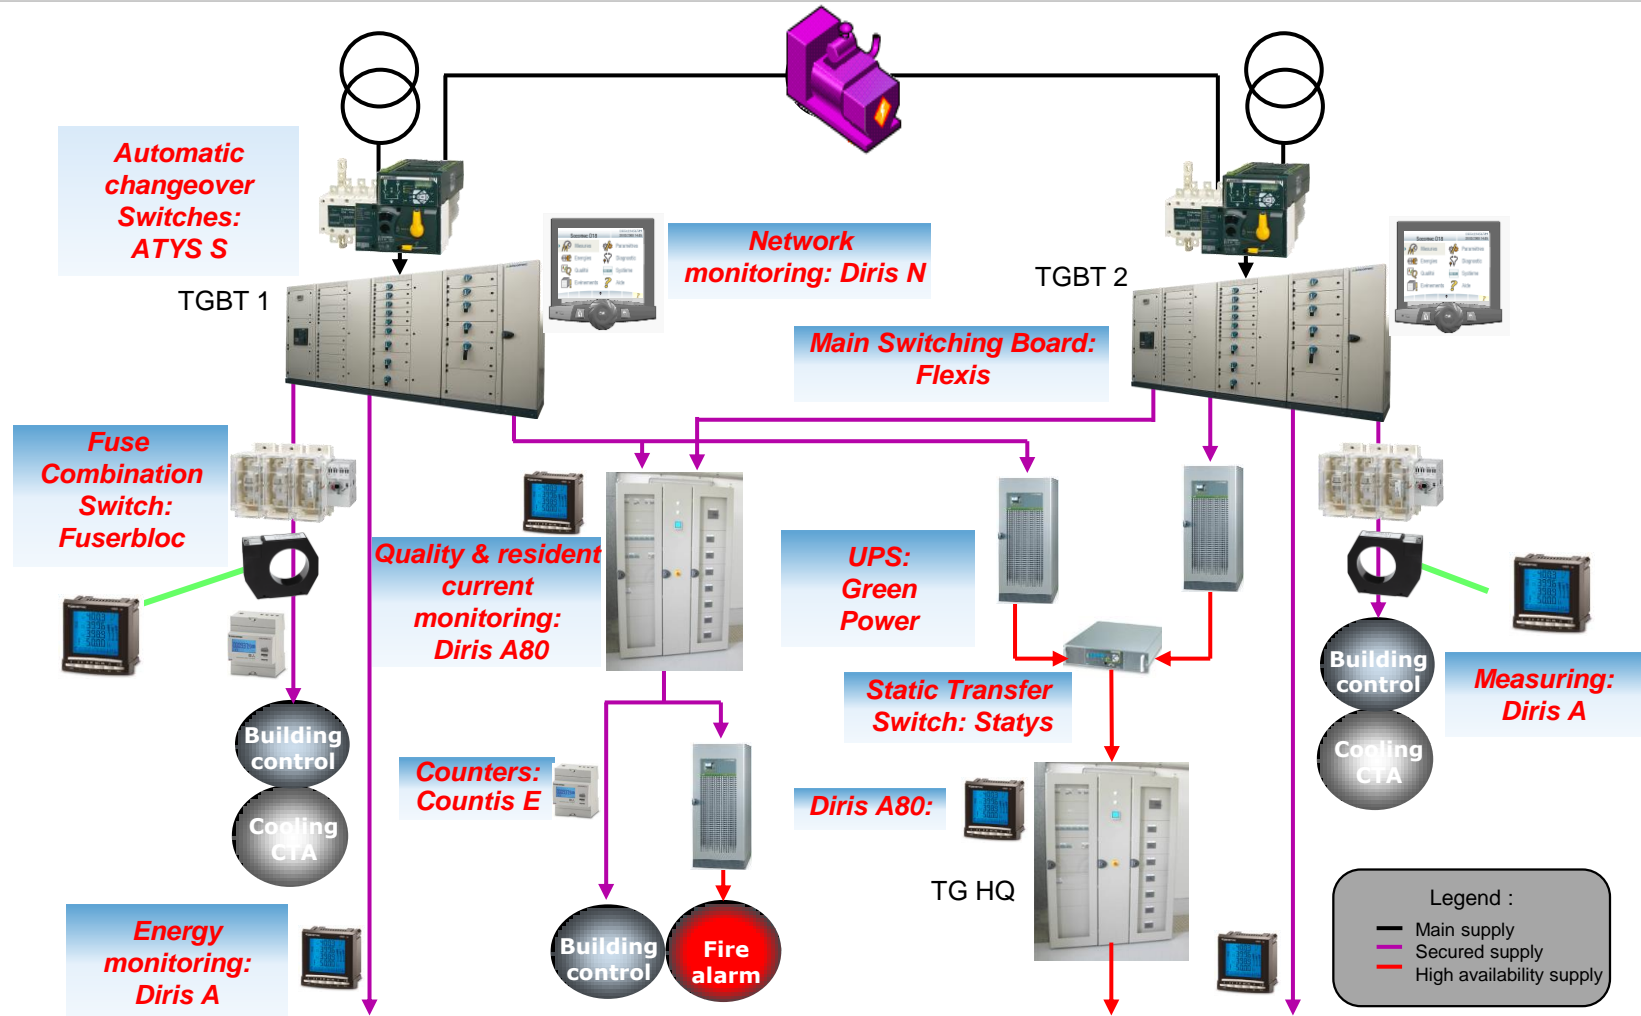 Automatic
changeover
Switches:
ATYS S
Network
monitoring: Diris N
TGBT 1
TGBT 2
Main Switching Board:
Flexis
Fuse
Combination
Switch:
Fuserbloc
Quality & resident
current
monitoring:
Diris A80
UPS:
Green
Power
Static Transfer
Switch: Statys
Building
control
Cooling
CTA
Measuring:
Diris A
Building
control
Cooling
CTA
Counters:
Countis E
Diris A80:
TG HQ
Energy
monitoring:
Diris A
Building
control
Fire
alarm
Legend :
Main supply
Secured supply
High availability supply